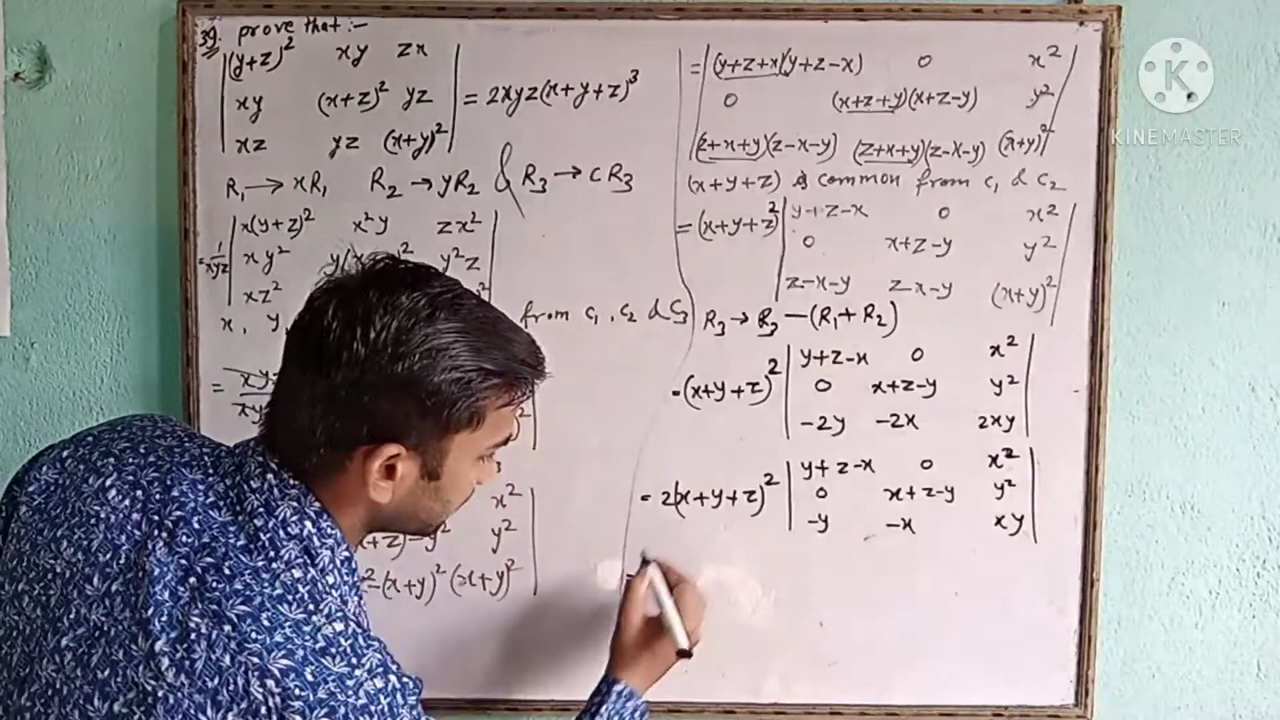 39. prove that:-
(y+z)² xy zx
xy (x+z)² yz = 2xyz(x+y+z)³
xz yz (x+y)²
R₁ → xR₁ R₂ → yR₂ & R₃ → cR₃
x(y+z)² x²y zx²
= 1/xyz xy² y²z
xz²
x, y, from c₁, c₂ & c₃
=
x²
y²
(x+y)² (x+y)²
= (y+z+x)(y+z-x) 0 x²
0 (x+z+y)(x+z-y) y²
(z+x+y)(z-x-y) (z+x+y)(z-x-y) (x+y)²
(x+y+z) is common from c₁ & c₂
= (x+y+z)² y+z-x 0 x²
0 x+z-y y²
z-x-y z-x-y (x+y)²
R₃ → R₃ - (R₁ + R₂)
= (x+y+z)² y+z-x 0 x²
0 x+z-y y²
-2y -2x 2xy
= 2(x+y+z)² y+z-x 0 x²
0 x+z-y y²
-y -x xy
K
KINEMASTER